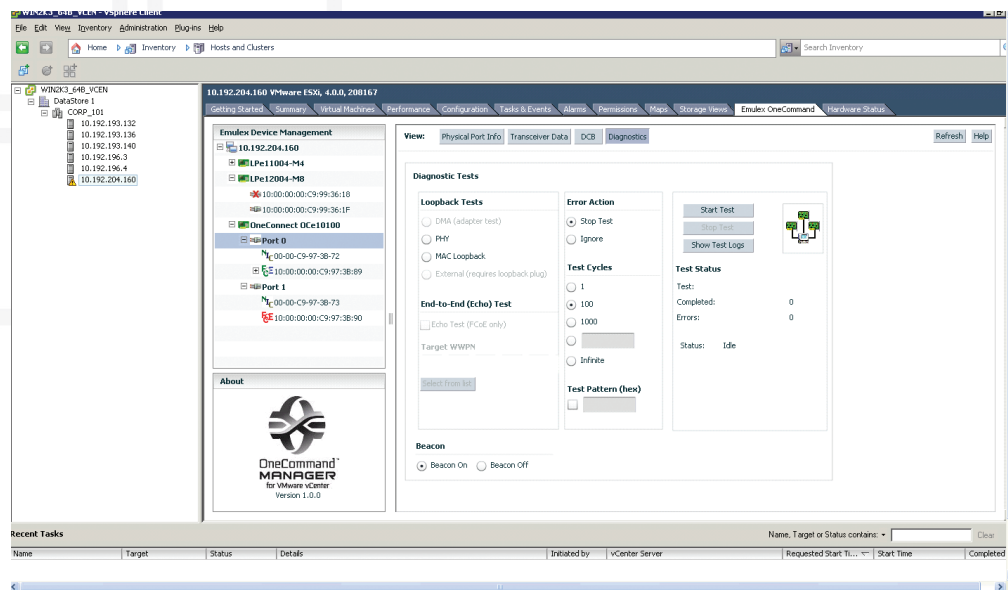 WIN2K3_64B_VCEN - vSphere Client
File Edit View Inventory Administration Plug-ins Help
Home Inventory Hosts and Clusters
Search Inventory
WIN2K3_64B_VCEN
DataStore 1
CORP_101
10.192.193.132
10.192.193.136
10.192.193.140
10.192.196.3
10.192.196.4
10.192.204.160
10.192.204.160 VMware ESXi, 4.0.0, 208167
Getting Started Summary Virtual Machines Performance Configuration Tasks & Events Alarms Permissions Maps Storage Views Emulex OneCommand Hardware Status
Emulex Device Management
10.192.204.160
LPe11004-M4
LPe12004-M8
10:00:00:00:C9:99:36:18
10:00:00:00:C9:99:36:1F
OneConnect OCe10100
Port 0
00-00-C9-97-3B-72
10:00:00:00:C9:97:3B:89
Port 1
00-00-C9-97-3B-73
10:00:00:00:C9:97:3B:90
About
OneCommand™
MANAGER
for VMware vCenter
Version 1.0.0
View: Physical Port Info Transceiver Data DCB Diagnostics
Refresh Help
Diagnostic Tests
Loopback Tests
DMA (adapter test)
PHY
MAC Loopback
External (requires loopback plug)
End-to-End (Echo) Test
Echo Test (FCoE only)
Target WWPN
Select from list
Error Action
Stop Test
Ignore
Test Cycles
1
100
1000
Infinite
Test Pattern (hex)
Start Test
Stop Test
Show Test Logs
Test Status
Test:
Completed: 0
Errors: 0
Status: Idle
Beacon
Beacon On Beacon Off
Recent Tasks
Name, Target or Status contains: Clear
Name Target Status Details Initiated by vCenter Server Requested Start Ti... Start Time Completed